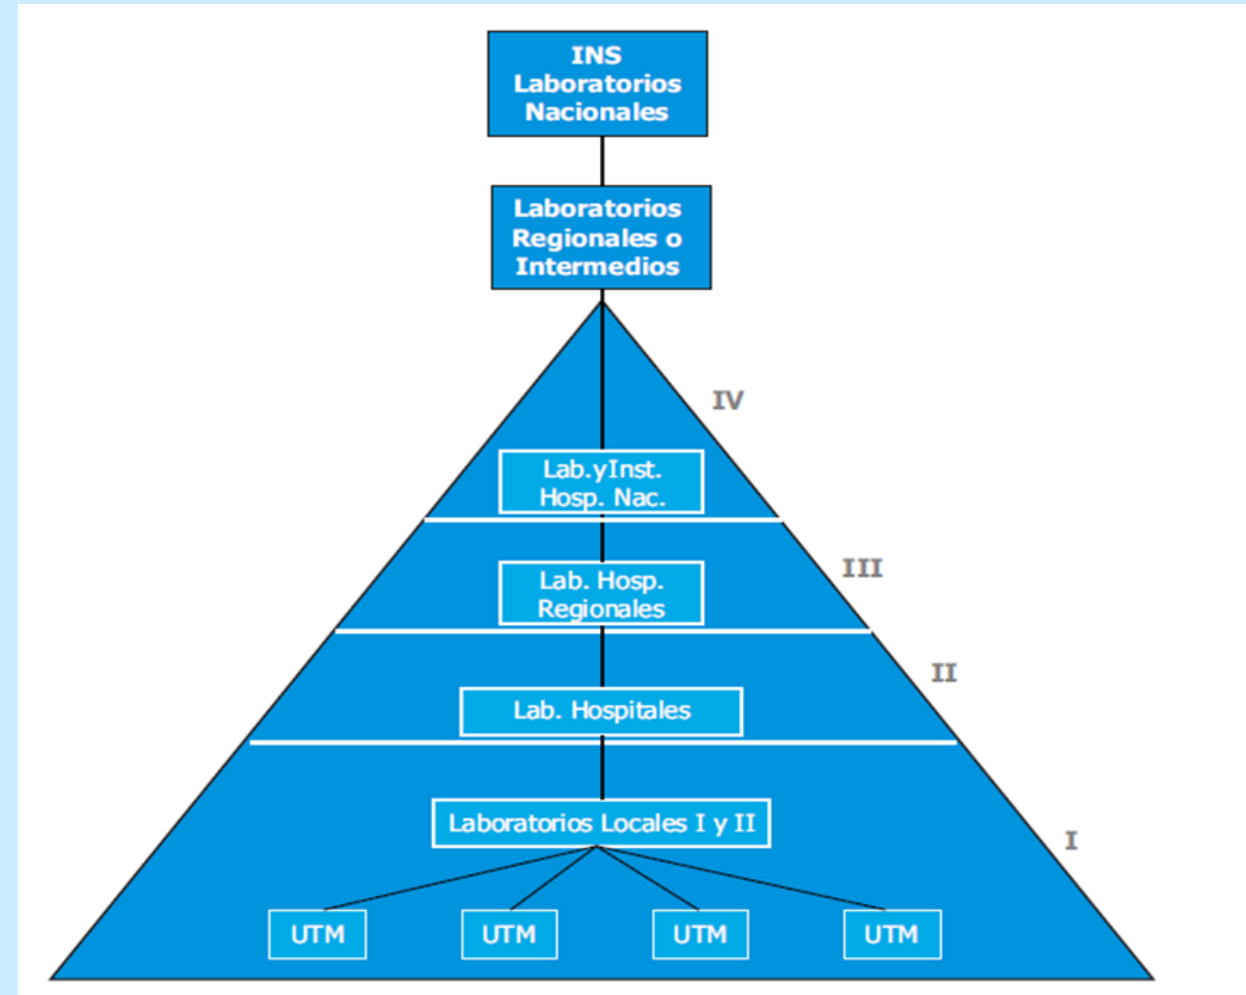 INS
Laboratorios
Nacionales
Laboratorios
Regionales o
Intermedios
IV
Lab.yInst.
Hosp. Nac.
III
Lab. Hosp.
Regionales
II
Lab. Hospitales
Laboratorios Locales I y II
I
UTM
UTM
UTM
UTM